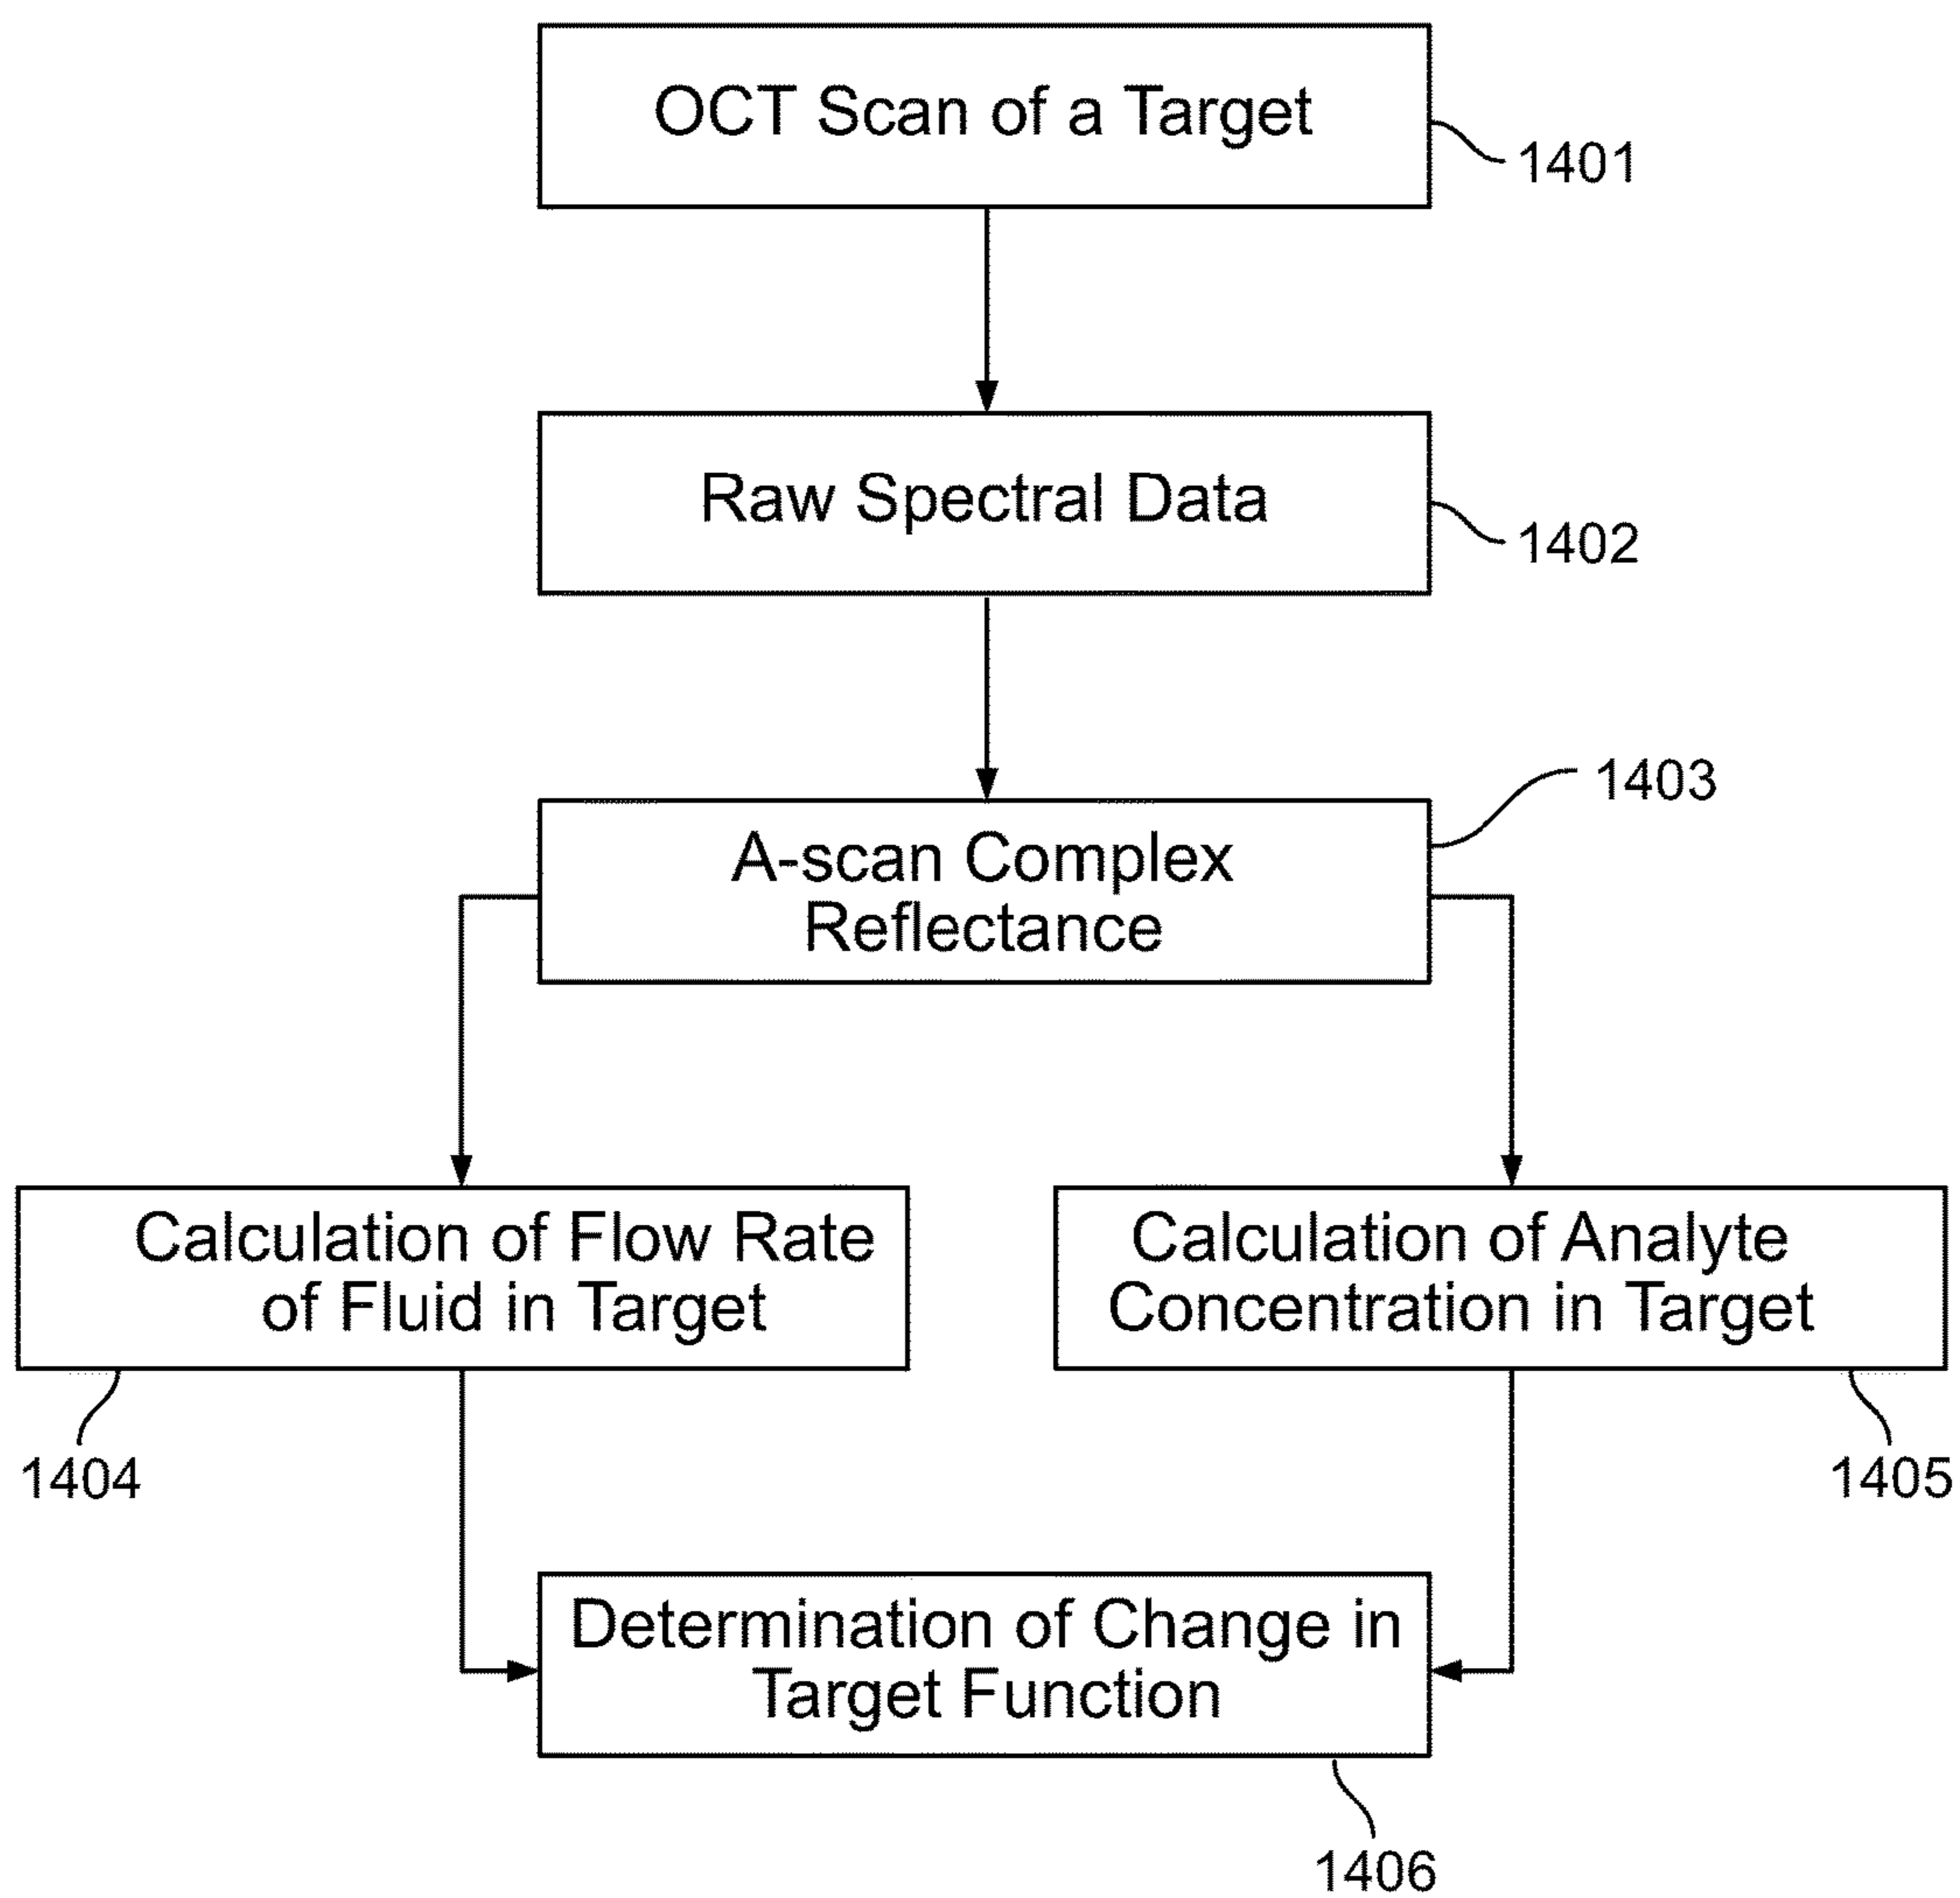 OCT Scan of a Target
1401
Raw Spectral Data
1402
1403
A-scan Complex
Reflectance
Calculation of Flow Rate
of Fluid in Target
1404
Calculation of Analyte
Concentration in Target
1405
Determination of Change in
Target Function
1406